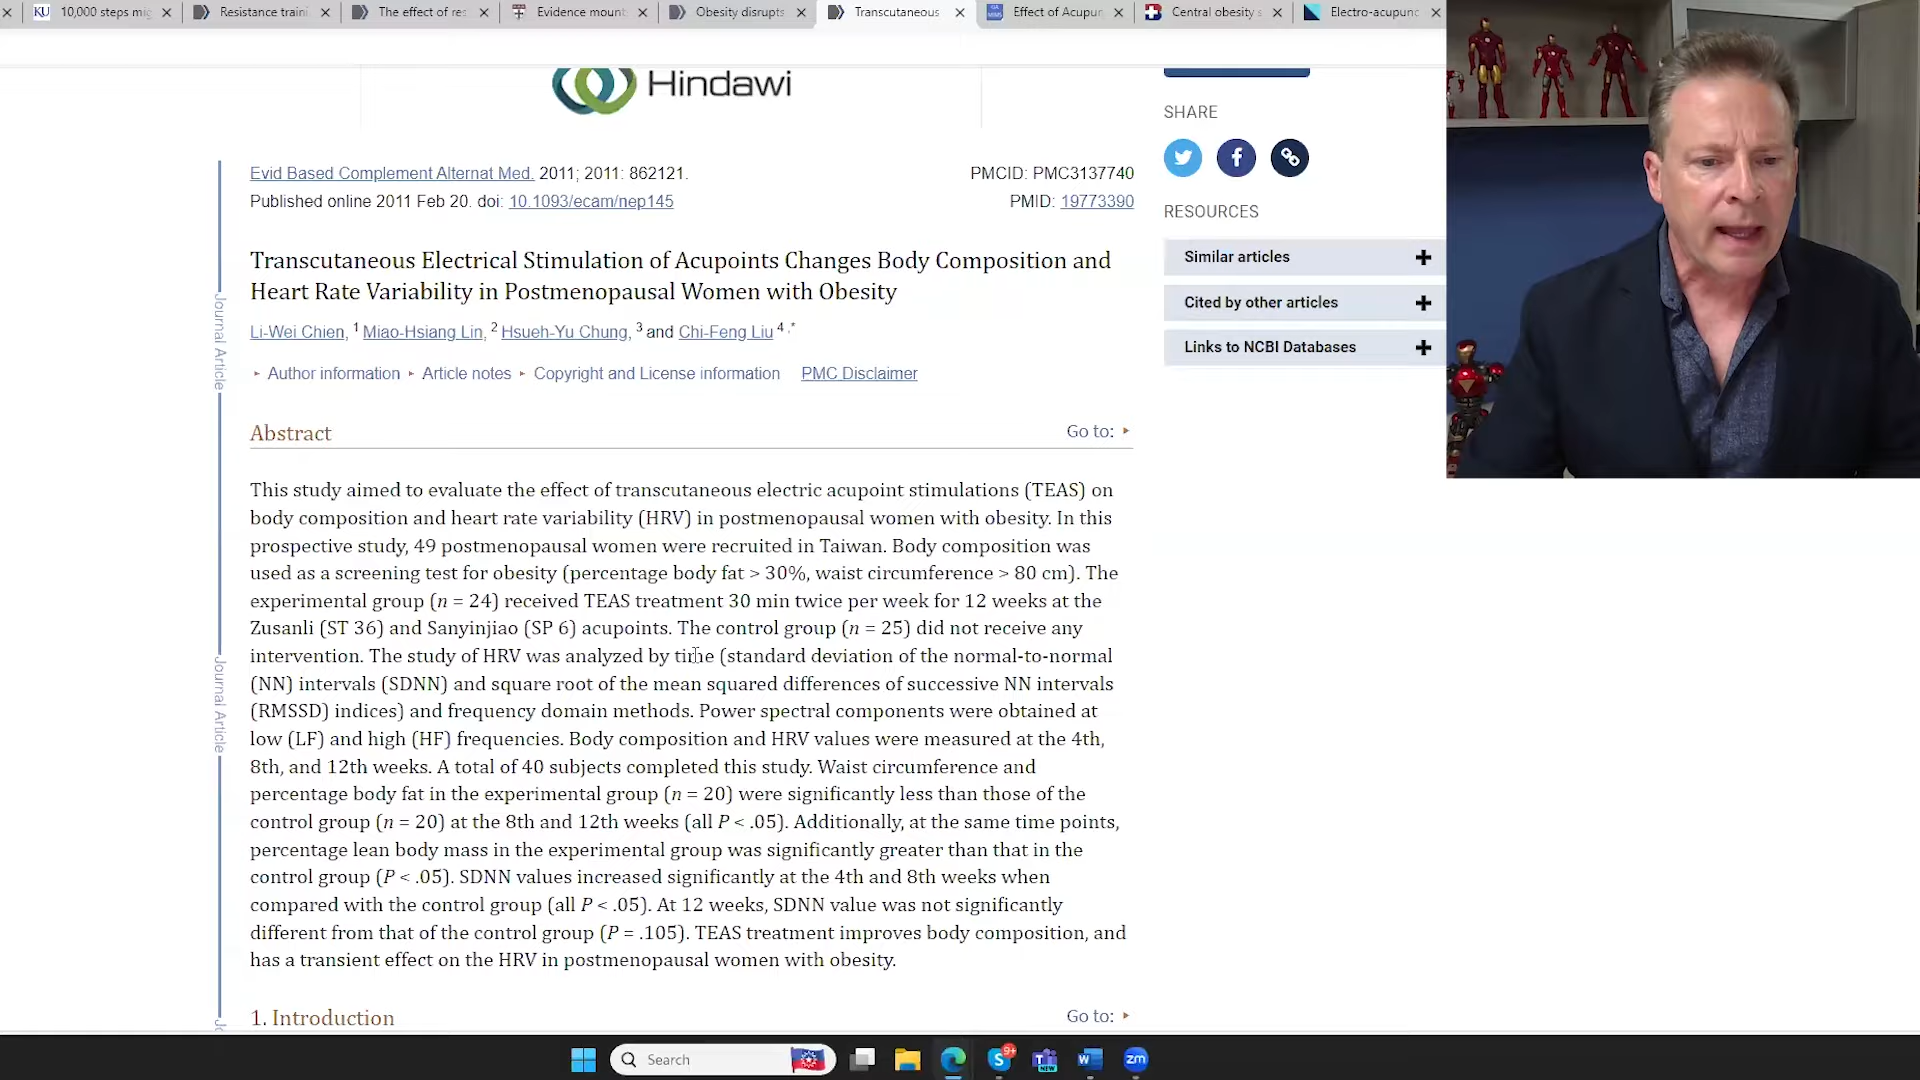 10,000 steps mig
Resistance traini
The effect of res
Evidence mount
Obesity disrupts
Transcutaneous
Effect of Acupun
Central obesity s
Electro-acupunc
Hindawi
Evid Based Complement Alternat Med. 2011; 2011: 862121.
PMCID: PMC3137740
Published online 2011 Feb 20. doi: 10.1093/ecam/nep145
PMID: 19773390
Transcutaneous Electrical Stimulation of Acupoints Changes Body Composition and
Heart Rate Variability in Postmenopausal Women with Obesity
Li-Wei Chien, 1 Miao-Hsiang Lin, 2 Hsueh-Yu Chung, 3 and Chi-Feng Liu 4,*
Author information Article notes Copyright and License information PMC Disclaimer
Abstract
Go to:
This study aimed to evaluate the effect of transcutaneous electric acupoint stimulations (TEAS) on
body composition and heart rate variability (HRV) in postmenopausal women with obesity. In this
prospective study, 49 postmenopausal women were recruited in Taiwan. Body composition was
used as a screening test for obesity (percentage body fat > 30%, waist circumference > 80 cm). The
experimental group (n = 24) received TEAS treatment 30 min twice per week for 12 weeks at the
Zusanli (ST 36) and Sanyinjiao (SP 6) acupoints. The control group (n = 25) did not receive any
intervention. The study of HRV was analyzed by time (standard deviation of the normal-to-normal
(NN) intervals (SDNN) and square root of the mean squared differences of successive NN intervals
(RMSSD) indices) and frequency domain methods. Power spectral components were obtained at
low (LF) and high (HF) frequencies. Body composition and HRV values were measured at the 4th,
8th, and 12th weeks. A total of 40 subjects completed this study. Waist circumference and
percentage body fat in the experimental group (n = 20) were significantly less than those of the
control group (n = 20) at the 8th and 12th weeks (all P < .05). Additionally, at the same time points,
percentage lean body mass in the experimental group was significantly greater than that in the
control group (P < .05). SDNN values increased significantly at the 4th and 8th weeks when
compared with the control group (all P < .05). At 12 weeks, SDNN value was not significantly
different from that of the control group (P = .105). TEAS treatment improves body composition, and
has a transient effect on the HRV in postmenopausal women with obesity.
1. Introduction
Go to:
Journal Article
Journal Article
SHARE
RESOURCES
Similar articles
Cited by other articles
Links to NCBI Databases
Search